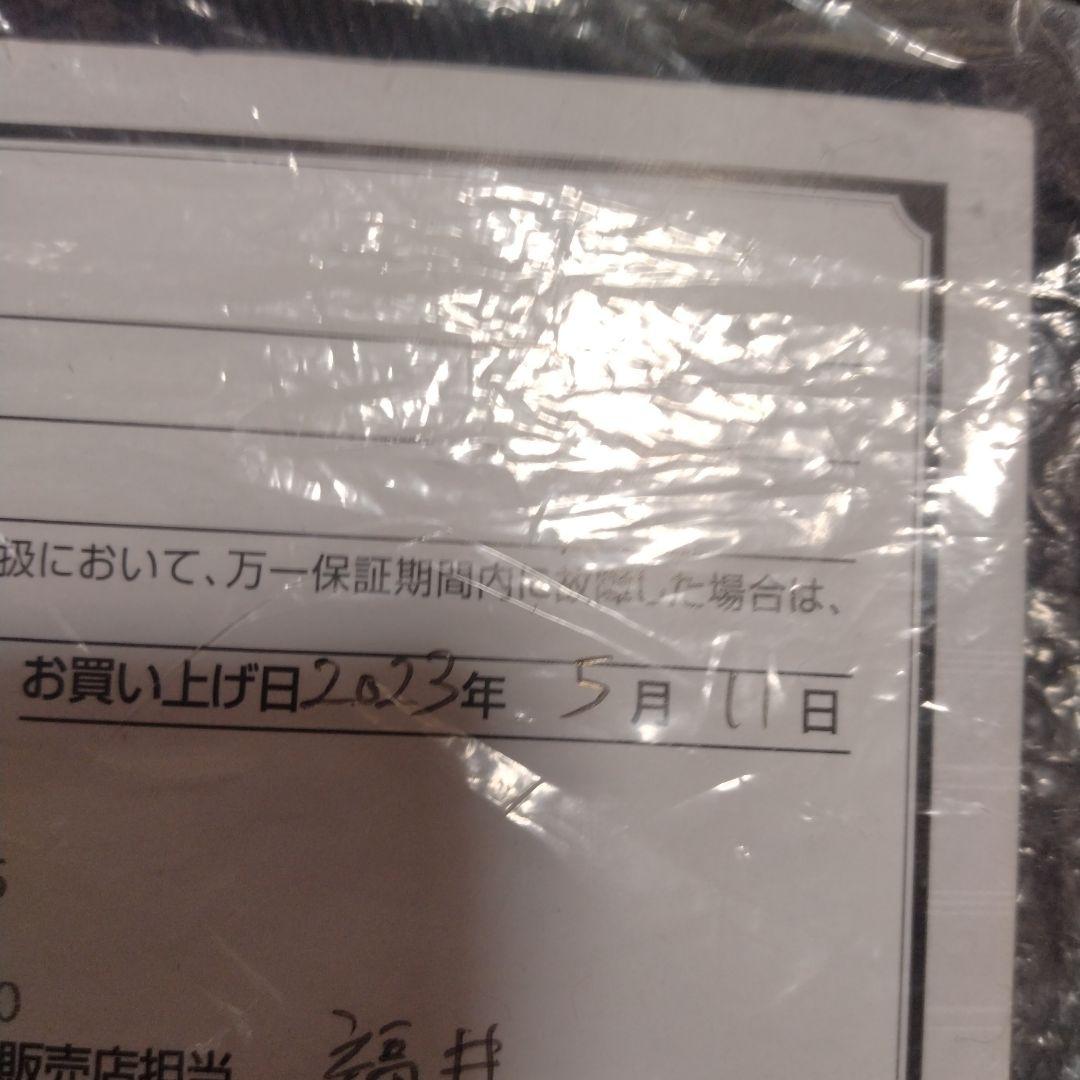 扱において、万一保証期間内に故障した場合は、
お買い上げ日2023年 5月 11日
5
0
販売店担当 福井